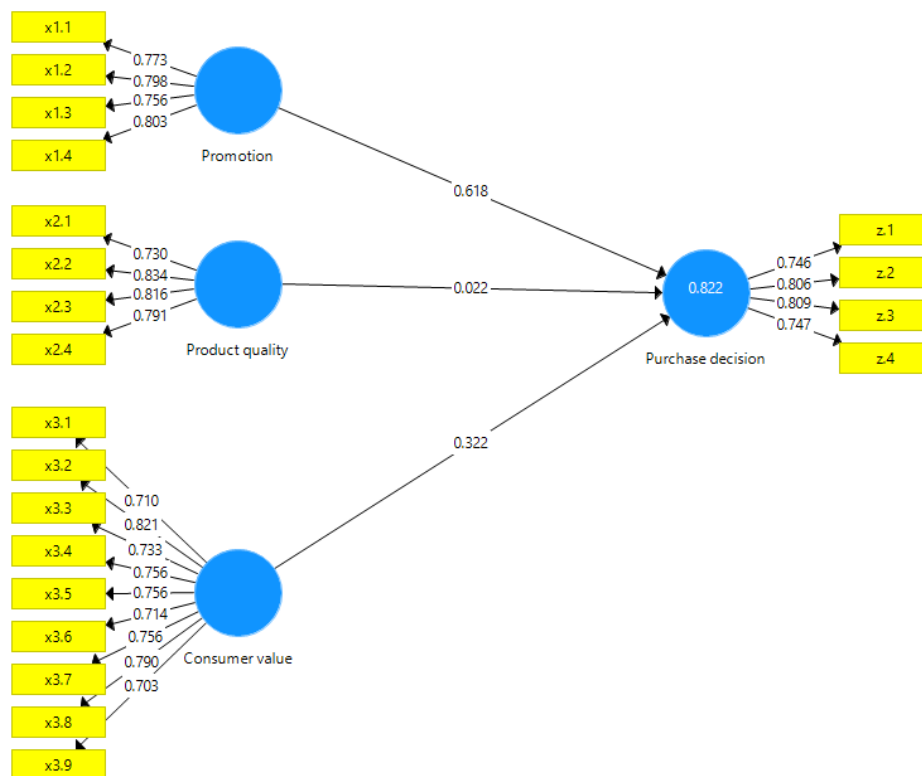 x1.1
x1.2
x1.3
x1.4
0.773
0.798
0.756
0.803
Promotion
0.618
x2.1
x2.2
x2.3
x2.4
0.730
0.834
0.816
0.791
Product quality
0.022
x3.1
x3.2
x3.3
x3.4
x3.5
x3.6
x3.7
x3.8
x3.9
0.710
0.821
0.733
0.756
0.756
0.714
0.756
0.790
0.703
Consumer value
0.322
0.822
Purchase decision
0.746
0.806
0.809
0.747
z.1
z.2
z.3
z.4